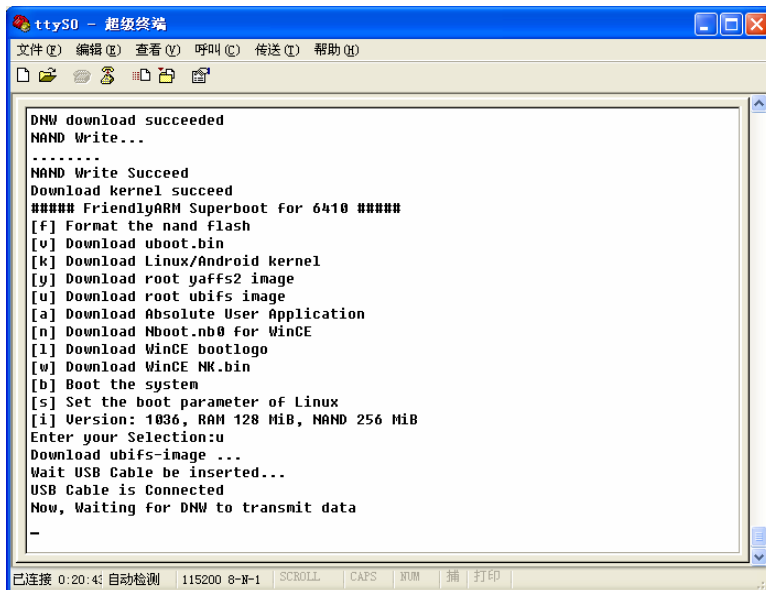 ttyS0 - 超级终端
文件(F) 编辑(E) 查看(V) 呼叫(C) 传送(T) 帮助(H)
DNW download succeeded
NAND Write...
........
NAND Write Succeed
Download kernel succeed
##### FriendlyARM Superboot for 6410 #####
[f] Format the nand flash
[v] Download uboot.bin
[k] Download Linux/Android kernel
[y] Download root yaffs2 image
[u] Download root ubifs image
[a] Download Absolute User Application
[n] Download Nboot.nb0 for WinCE
[l] Download WinCE bootlogo
[w] Download WinCE NK.bin
[b] Boot the system
[s] Set the boot parameter of Linux
[i] Version: 1036, RAM 128 MiB, NAND 256 MiB
Enter your Selection:u
Download ubifs-image ...
Wait USB Cable be inserted...
USB Cable is Connected
Now, Waiting for DNW to transmit data
_
已连接 0:20:43 自动检测 115200 8-N-1 SCROLL CAPS NUM 捕 打印